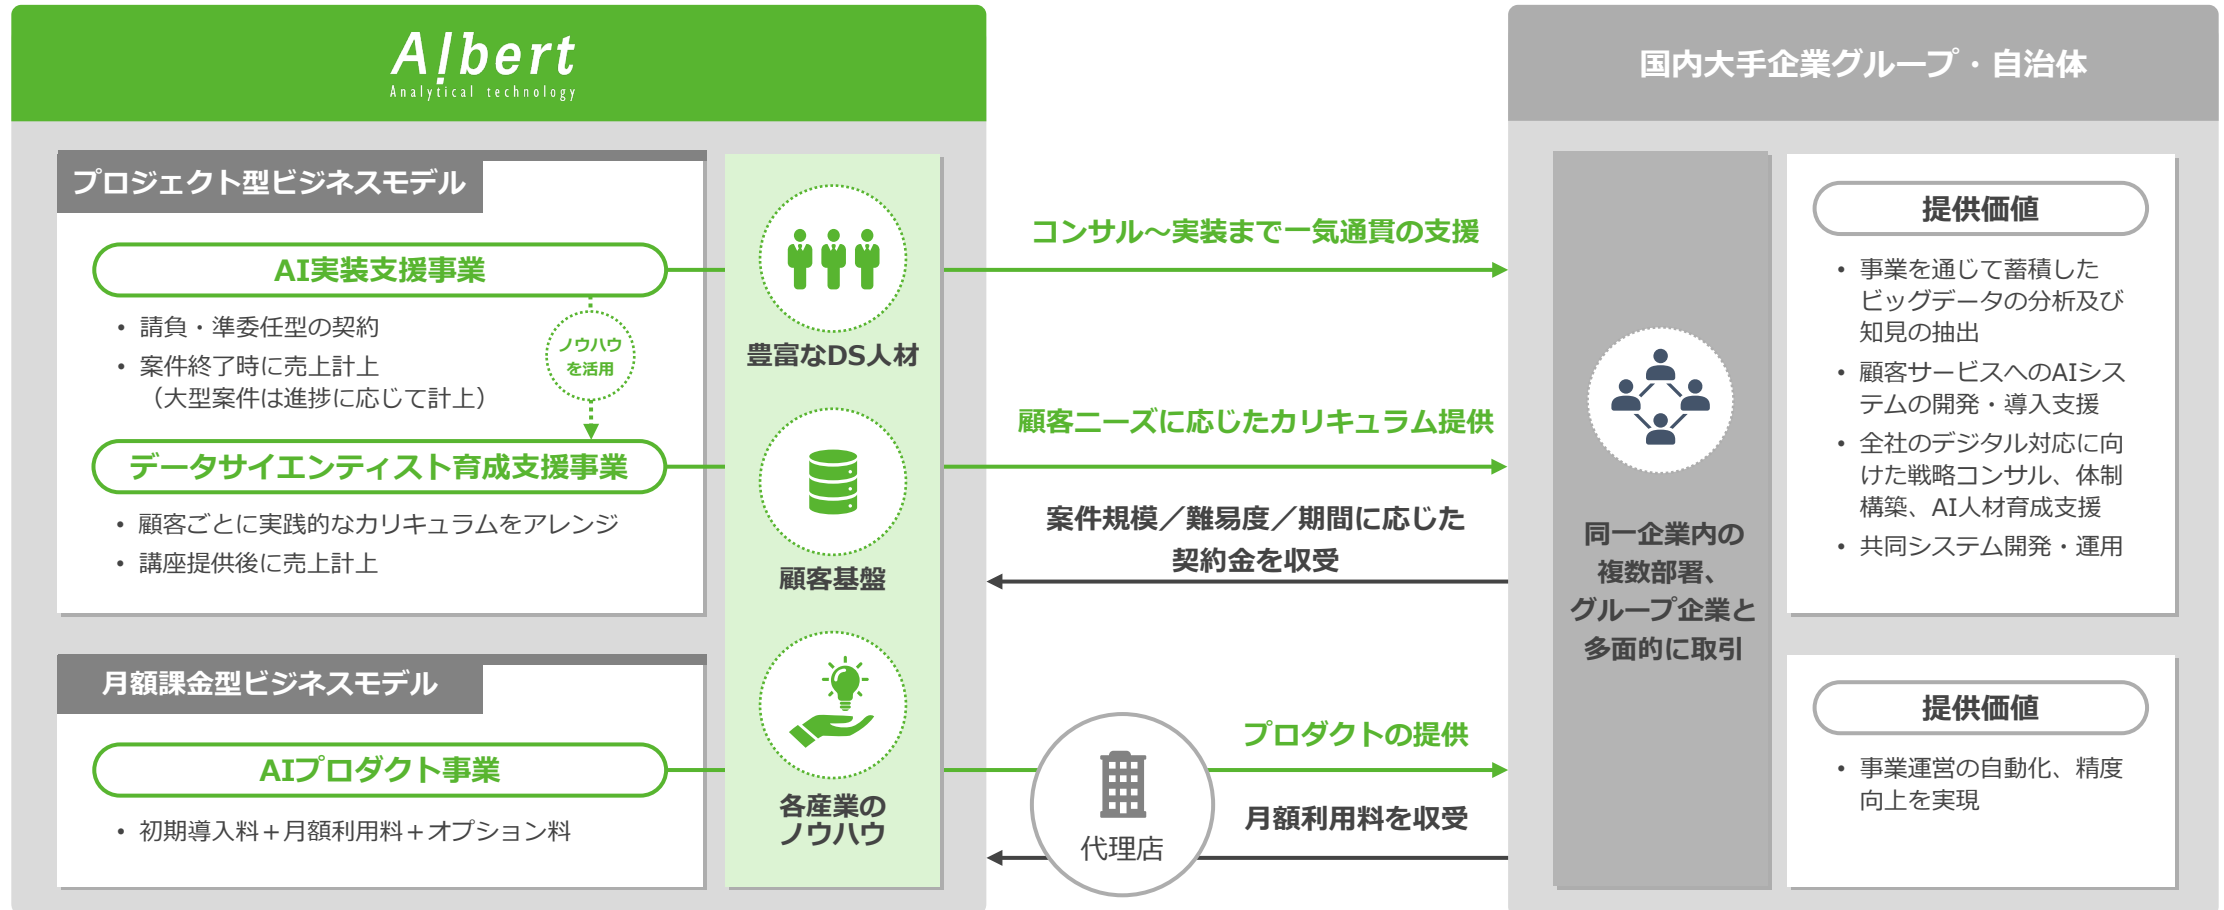 Albert
Analytical technology
プロジェクト型ビジネスモデル
AI実装支援事業
• 請負・準委任型の契約
• 案件終了時に売上計上
（大型案件は進捗に応じて計上）
ノウハウ
を活用
データサイエンティスト育成支援事業
• 顧客ごとに実践的なカリキュラムをアレンジ
• 講座提供後に売上計上
月額課金型ビジネスモデル
AIプロダクト事業
• 初期導入料＋月額利用料＋オプション料
豊富なDS人材
顧客基盤
各産業の
ノウハウ
コンサル～実装まで一気通貫の支援
顧客ニーズに応じたカリキュラム提供
案件規模／難易度／期間に応じた
契約金を収受
プロダクトの提供
月額利用料を収受
代理店
国内大手企業グループ・自治体
同一企業内の
複数部署、
グループ企業と
多面的に取引
提供価値
• 事業を通じて蓄積した
ビッグデータの分析及び
知見の抽出
• 顧客サービスへのAIシス
テムの開発・導入支援
• 全社のデジタル対応に向
けた戦略コンサル、体制
構築、AI人材育成支援
• 共同システム開発・運用
提供価値
• 事業運営の自動化、精度
向上を実現